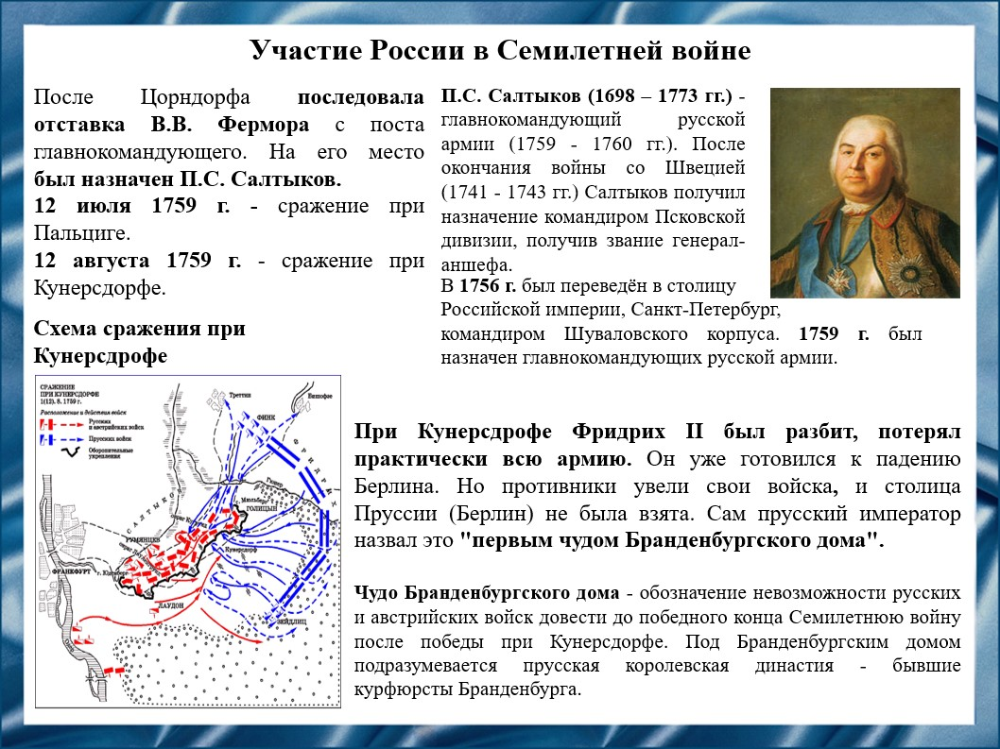 Участие России в Семилетней войне
После Цорндорфа последовала
отставка В.В. Фермора с поста
главнокомандующего. На его место
был назначен П.С. Салтыков.
12 июля 1759 г. - сражение при
Пальциге.
12 августа 1759 г. - сражение при
Кунерсдорфе.
Схема сражения при
Кунерсдрофе
П.С. Салтыков (1698 – 1773 гг.) -
главнокомандующий русской
армии (1759 - 1760 гг.). После
окончания войны со Швецией
(1741 - 1743 гг.) Салтыков получил
назначение командиром Псковской
дивизии, получив звание генерал-
аншефа.
В 1756 г. был переведён в столицу
Российской империи, Санкт-Петербург,
командиром Шуваловского корпуса. 1759 г. был
назначен главнокомандующих русской армии.
СРАЖЕНИЕ
ПРИ КУНЕРСДОРФЕ
1(12). 8. 1759 г.
Расположение и действия войск
Русских
и австрийских войск
Прусских войск
Оборонительные
укрепления
Треттин
Бишофзе
ФИНК
ФРИДРИХ
САЛТЫКОВ
Мюльберг
ГОЛИЦЫН
РУМЯНЦЕВ
Кунерсдорф
ФРАНКФУРТ
ЛАУДОН
ЗЕЙДЛИЦ
При Кунерсдрофе Фридрих II был разбит, потерял
практически всю армию. Он уже готовился к падению
Берлина. Но противники увели свои войска, и столица
Пруссии (Берлин) не была взята. Сам прусский император
назвал это "первым чудом Бранденбургского дома".
Чудо Бранденбургского дома - обозначение невозможности русских
и австрийских войск довести до победного конца Семилетнюю войну
после победы при Кунерсдорфе. Под Бранденбургским домом
подразумевается прусская королевская династия - бывшие
курфюрсты Бранденбурга.